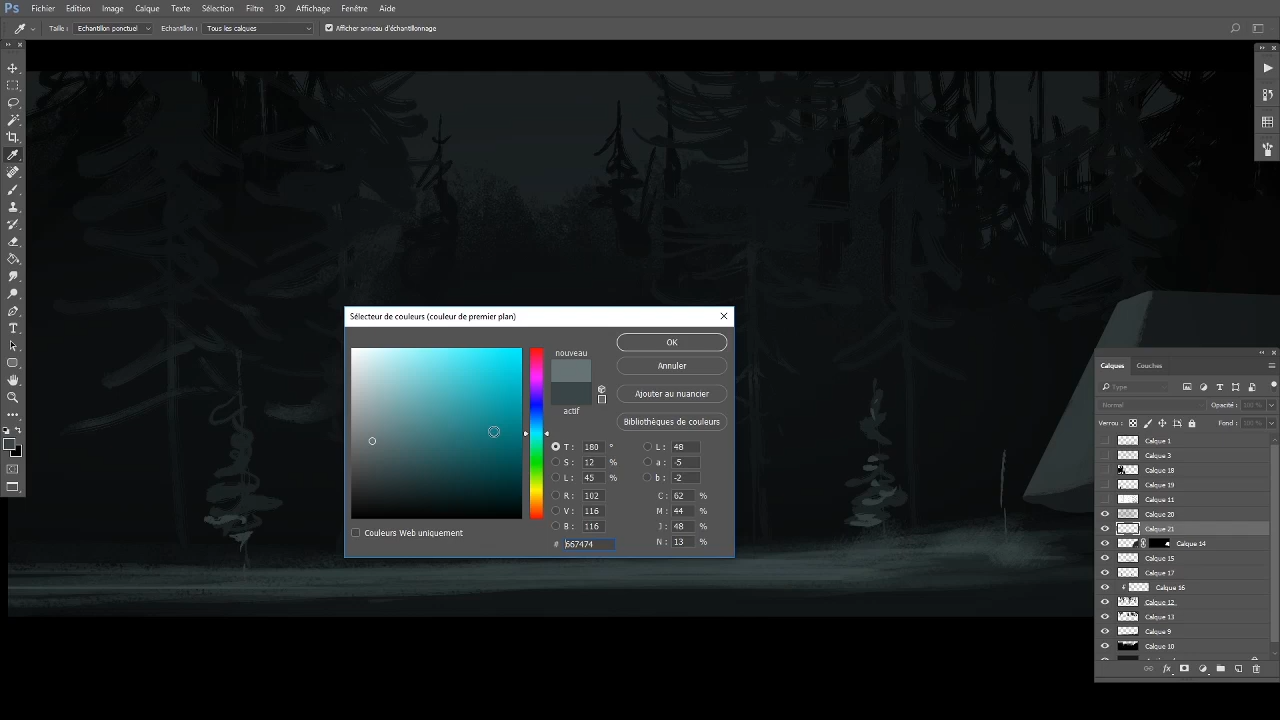 Ps Fichier Edition Image Calque Texte Sélection Filtre 3D Affichage Fenêtre Aide
Taille : Echantillon ponctuel Echantillon : Tous les calques Afficher anneau d'échantillonnage
Sélecteur de couleurs (couleur de premier plan)
nouveau
actif
OK
Annuler
Ajouter au nuancier
Bibliothèques de couleurs
T : 180 ° L : 48
S : 12 % a : -5
L : 45 % b : -2
R : 102 C : 62 %
V : 116 M : 44 %
B : 116 J : 48 %
# 667474 N : 13 %
Couleurs Web uniquement
Calques Couches
Type
Normal Opacité : 100 %
Verrou : Fond : 100 %
Calque 1
Calque 3
Calque 18
Calque 19
Calque 11
Calque 20
Calque 21
Calque 14
Calque 15
Calque 17
Calque 16
Calque 12
Calque 13
Calque 9
Calque 10
fx